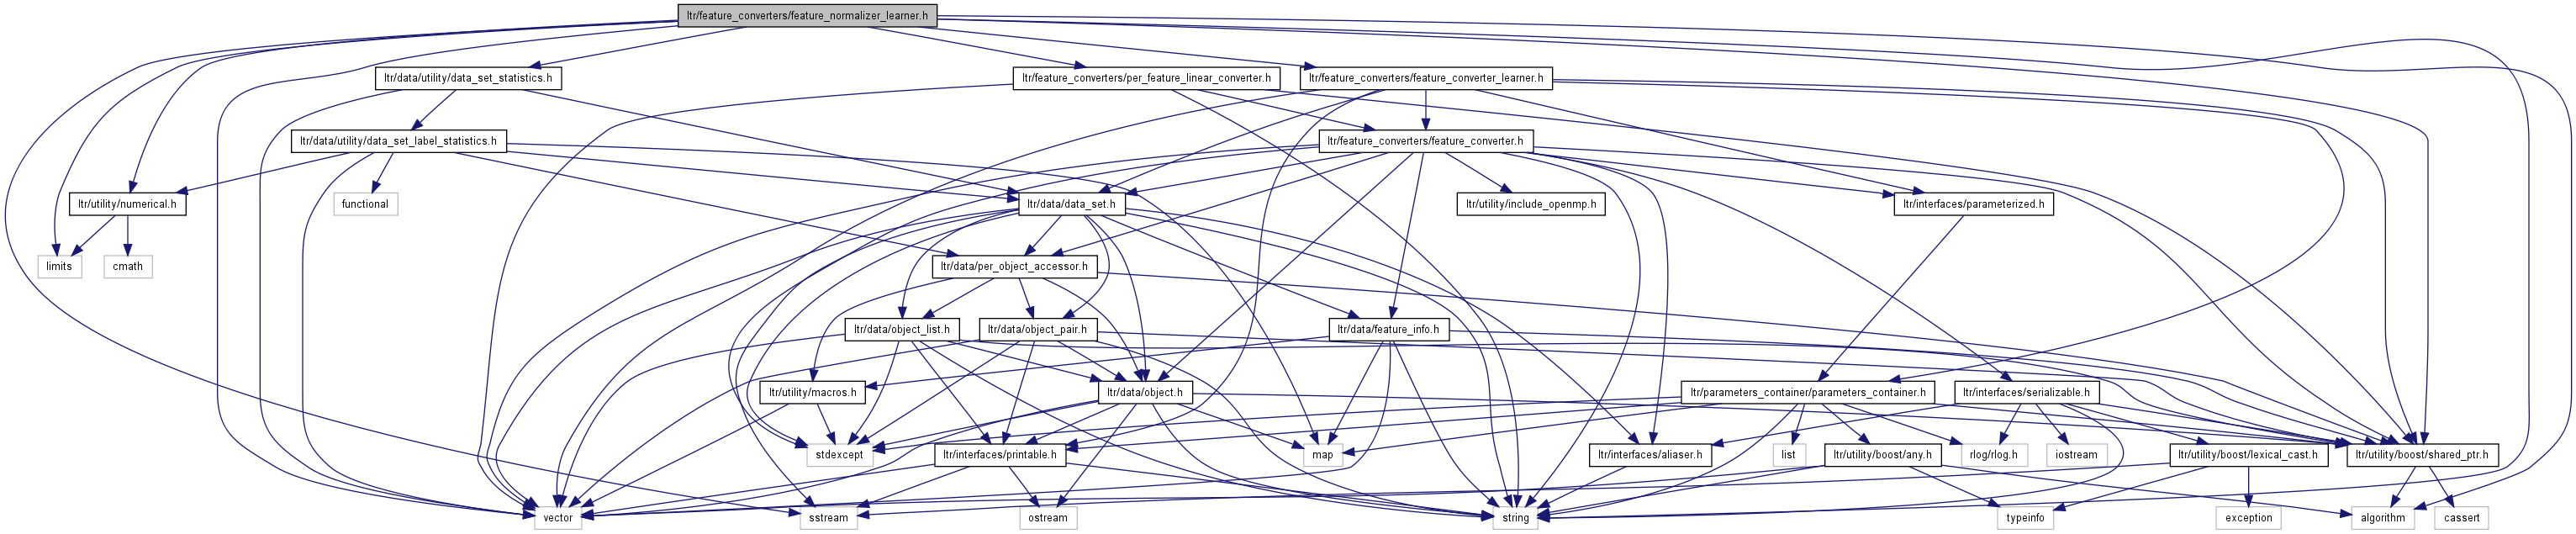 ltr/feature_converters/feature_normalizer_learner.h
ltr/data/utility/data_set_statistics.h
ltr/feature_converters/per_feature_linear_converter.h
ltr/feature_converters/feature_converter_learner.h
ltr/data/utility/data_set_label_statistics.h
ltr/feature_converters/feature_converter.h
ltr/utility/numerical.h
functional
ltr/data/data_set.h
ltr/utility/include_openmp.h
ltr/interfaces/parameterized.h
limits
cmath
ltr/data/per_object_accessor.h
ltr/data/object_list.h
ltr/data/object_pair.h
ltr/data/feature_info.h
ltr/utility/macros.h
ltr/data/object.h
ltr/parameters_container/parameters_container.h
ltr/interfaces/serializable.h
stdexcept
ltr/interfaces/printable.h
map
ltr/interfaces/aliaser.h
list
ltr/utility/boost/any.h
rlog/rlog.h
iostream
ltr/utility/boost/lexical_cast.h
ltr/utility/boost/shared_ptr.h
vector
sstream
ostream
string
typeinfo
exception
algorithm
cassert